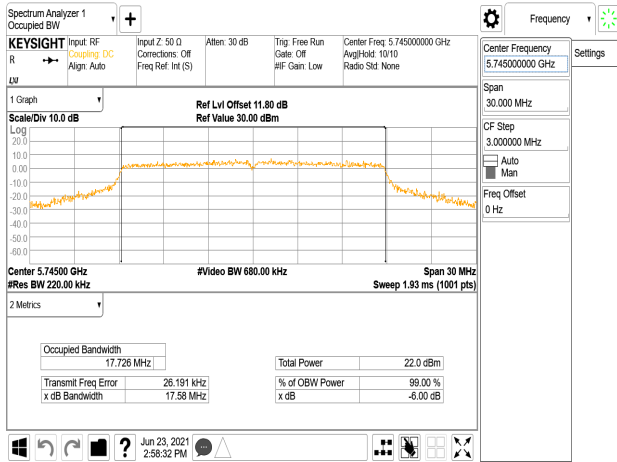 Spectrum Analyzer 1
Occupied BW
Frequency
KEYSIGHT
R
LXI
Input: RF
Coupling: DC
Align: Auto
Input Z: 50 Ω
Corrections: Off
Freq Ref: Int (S)
Atten: 30 dB
Trig: Free Run
Gate: Off
#IF Gain: Low
Center Freq: 5.745000000 GHz
Avg|Hold: 10/10
Radio Std: None
Center Frequency
5.745000000 GHz
Settings
Span
30.000 MHz
CF Step
3.000000 MHz
Auto
Man
Freq Offset
0 Hz
1 Graph
Scale/Div 10.0 dB
Ref Lvl Offset 11.80 dB
Ref Value 30.00 dBm
Log
20.0
10.0
0.00
-10.0
-20.0
-30.0
-40.0
-50.0
-60.0
Center 5.74500 GHz
#Video BW 680.00 kHz
Span 30 MHz
#Res BW 220.00 kHz
Sweep 1.93 ms (1001 pts)
2 Metrics
Occupied Bandwidth
17.726 MHz
Total Power 22.0 dBm
Transmit Freq Error 26.191 kHz
% of OBW Power 99.00 %
x dB Bandwidth 17.58 MHz
x dB -6.00 dB
?
Jun 23, 2021
2:58:32 PM